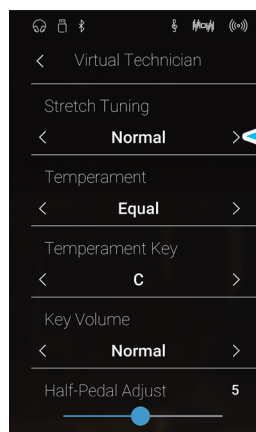 Virtual Technician
Stretch Tuning
Normal
Temperament
Equal
Temperament Key
C
Key Volume
Normal
Half-Pedal Adjust 5